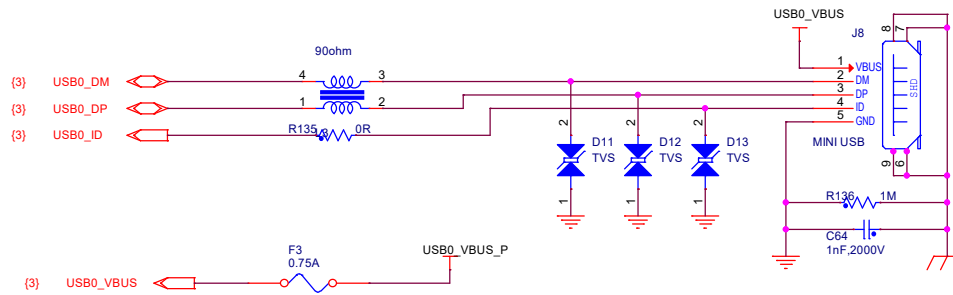 USB0_VBUS
J8
8
7
90ohm
{3} USB0_DM
4
3
1
VBUS
2
DM
{3} USB0_DP
1
2
3
DP
SHD
{3} USB0_ID
R135
0R
4
ID
5
GND
2
D11
TVS
1
2
D12
TVS
1
2
D13
TVS
1
MINI USB
9
6
R136
1M
C64
1nF,2000V
F3
0.75A
USB0_VBUS_P
{3} USB0_VBUS